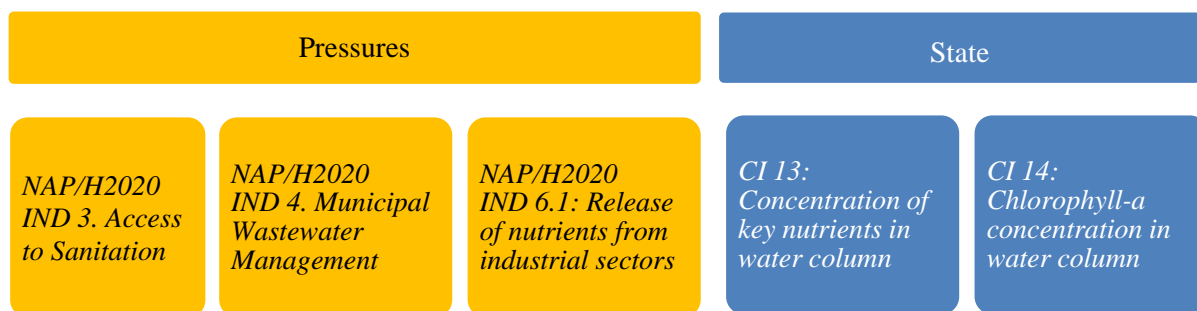 Pressures
State
NAP/H2020
IND 3. Access
to Sanitation
NAP/H2020
IND 4. Municipal
Wastewater
Management
NAP/H2020
IND 6.1: Release
of nutrients from
industrial sectors
CI 13:
Concentration of
key nutrients in
water column
CI 14:
Chlorophyll-a
concentration in
water column